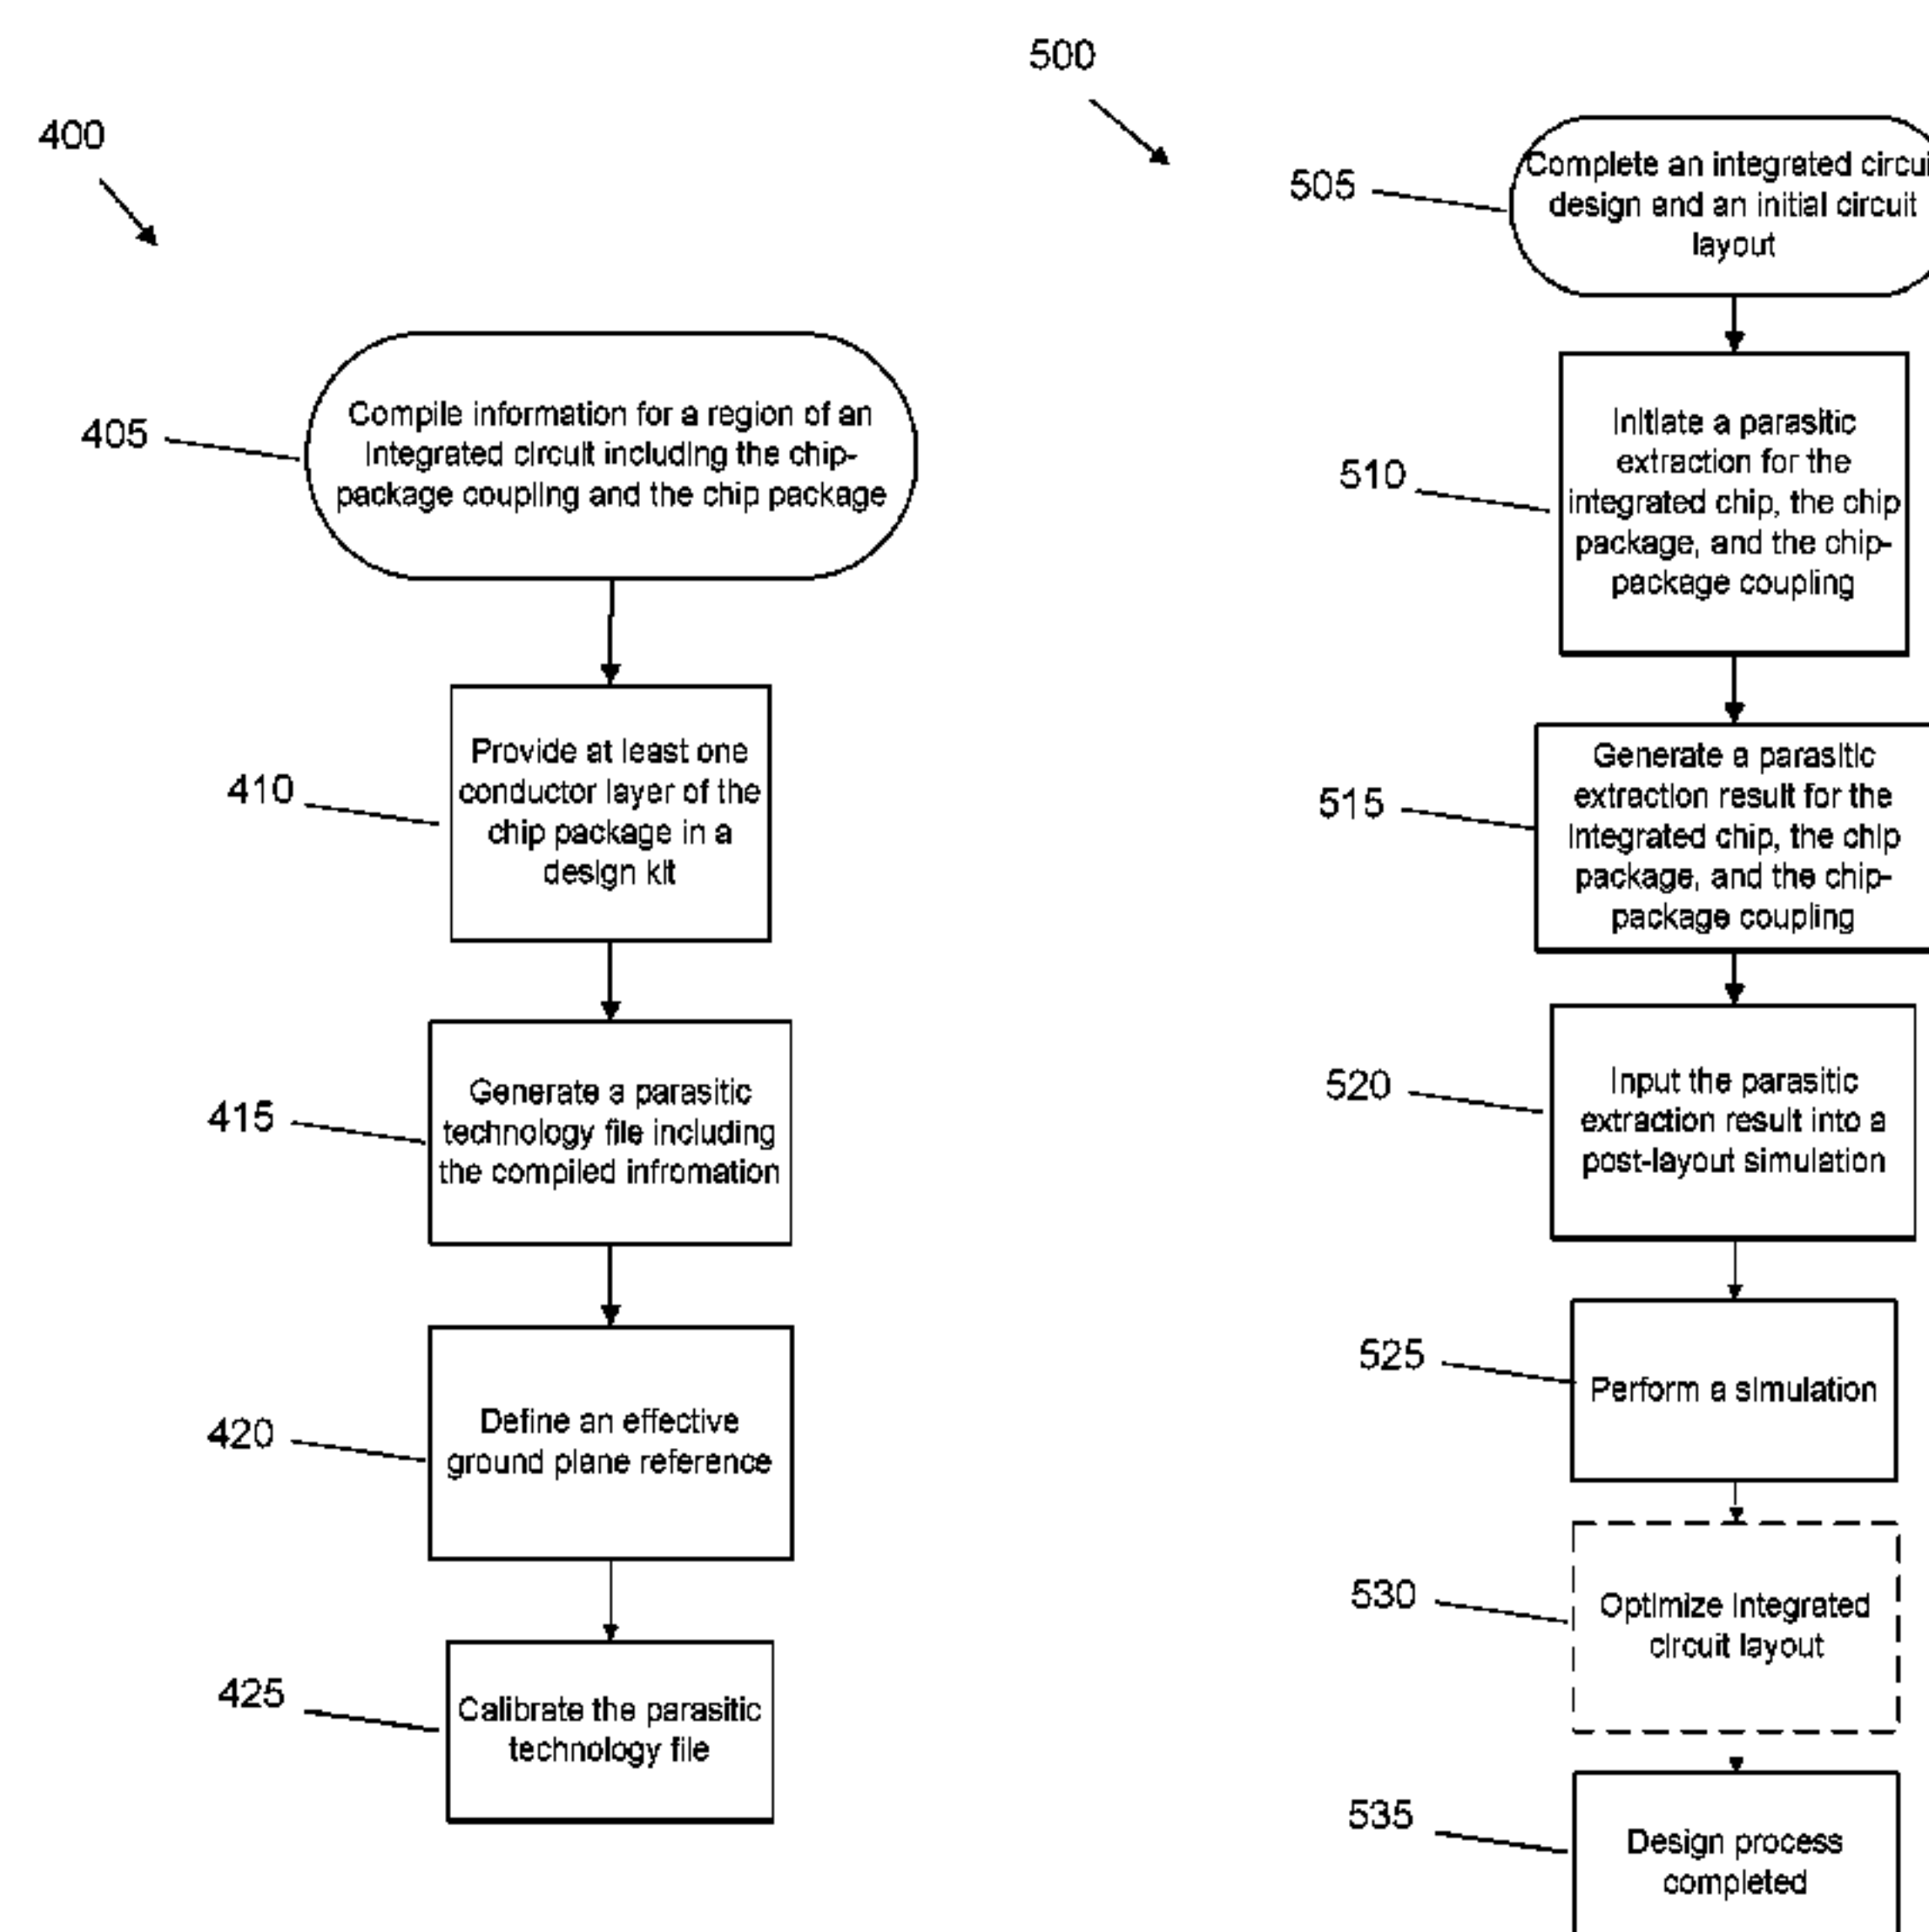 400
405
Compile information for a region of an
integrated circuit including the chip-
package coupling and the chip package
410
Provide at least one
conductor layer of the
chip package in a
design kit
415
Generate a parasitic
technology file including
the compiled infromation
420
Define an effective
ground plane reference
425
Calibrate the parasitic
technology file
500
505
Complete an integrated circui
design and an initial circuit
layout
510
Initiate a parasitic
extraction for the
integrated chip, the chip
package, and the chip-
package coupling
515
Generate a parasitic
extraction result for the
integrated chip, the chip
package, and the chip-
package coupling
520
Input the parasitic
extraction result into a
post-layout simulation
525
Perform a simulation
530
Optimize integrated
circuit layout
535
Design process
completed